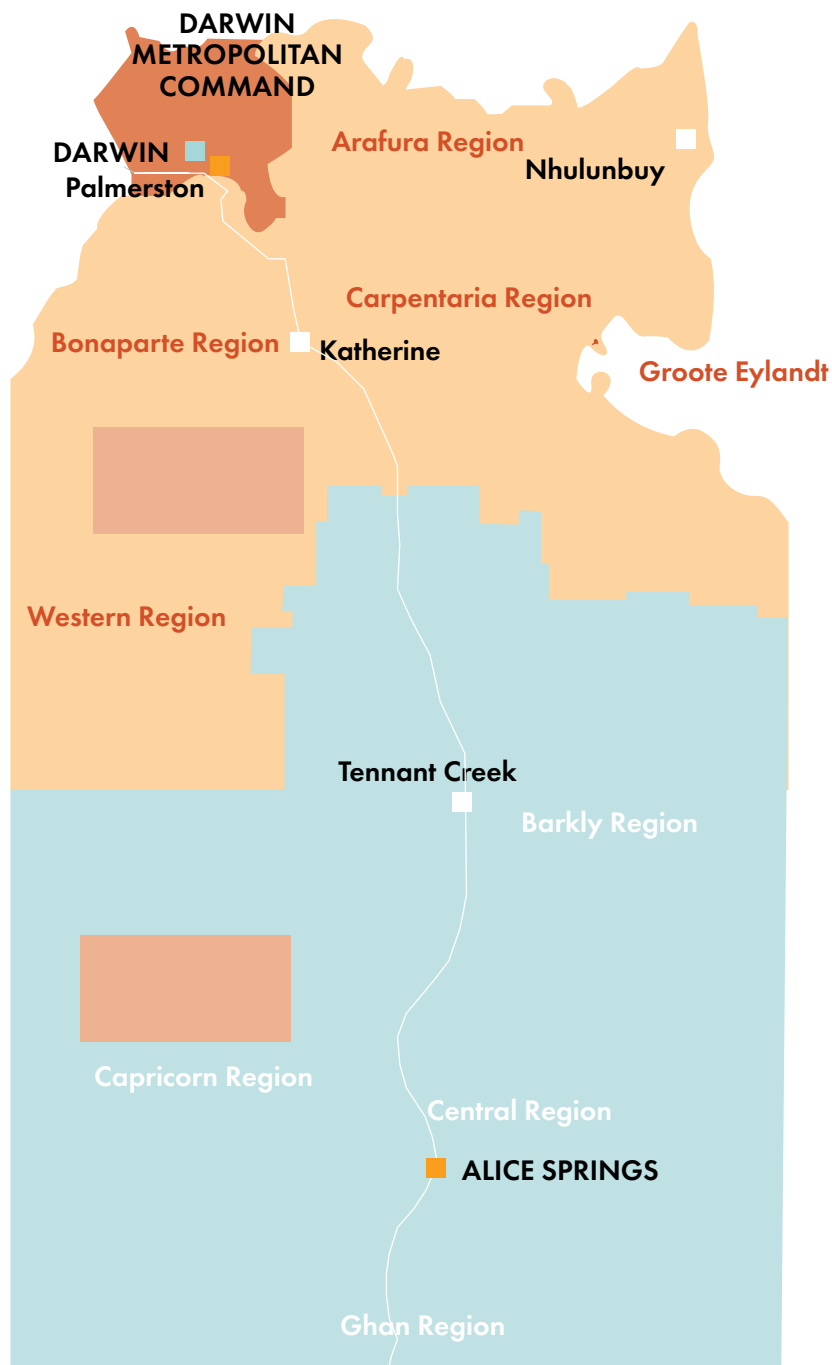 DARWIN
METROPOLITAN
COMMAND
Arafura Region
DARWIN
Nhulunbuy
Palmerston
Carpentaria Region
Bonaparte Region
Katherine
Groote Eylandt
Western Region
Tennant Creek
Barkly Region
Capricorn Region
Central Region
ALICE SPRINGS
Ghan Region